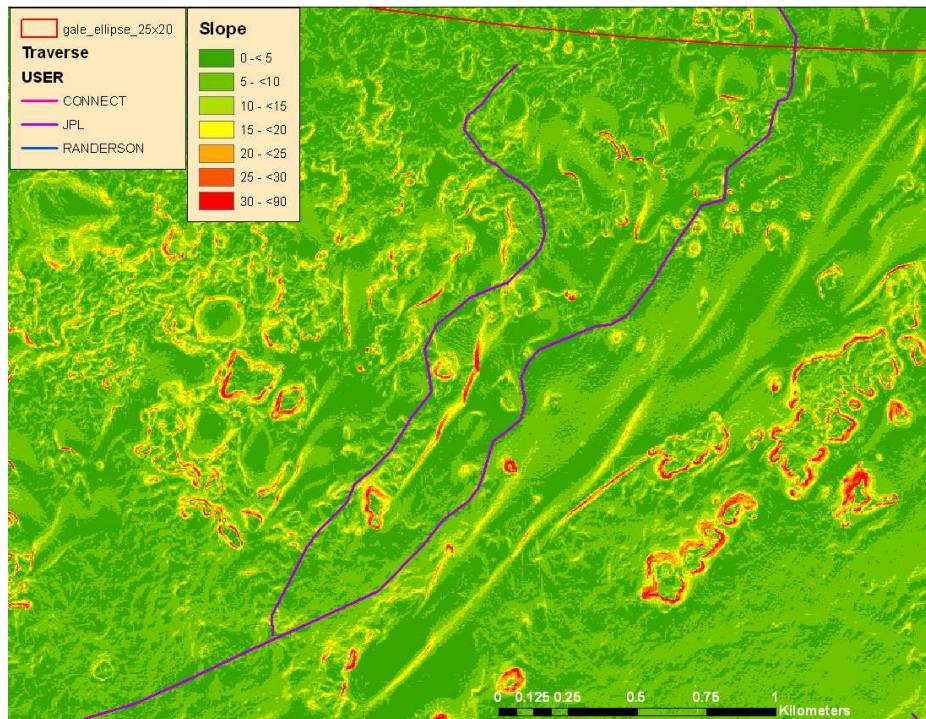 gale_ellipse_25x20
Traverse
USER
CONNECT
JPL
RANDERSON
Slope
0 -< 5
5 - <10
10 - <15
15 - <20
20 - <25
25 - <30
30 - <90
0 0.125 0.25 0.5 0.75 1
Kilometers